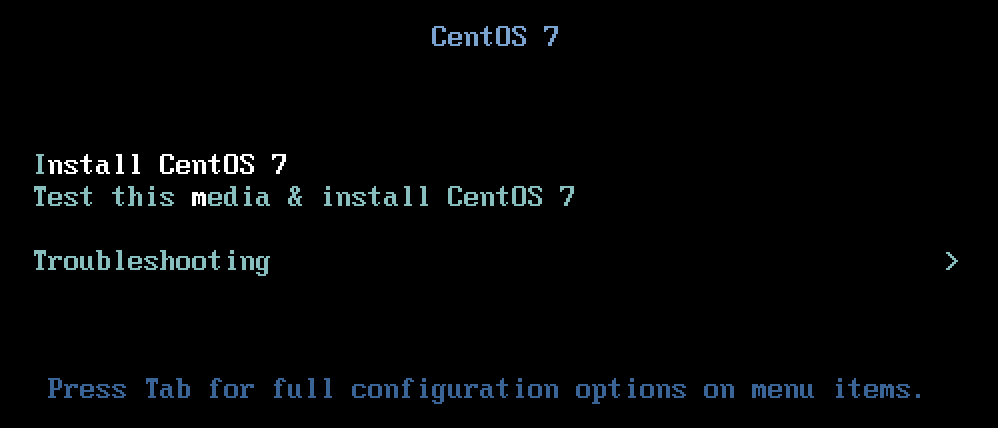 CentOS 7
Install CentOS 7
Test this media & install CentOS 7
Troubleshooting >
Press Tab for full configuration options on menu items.